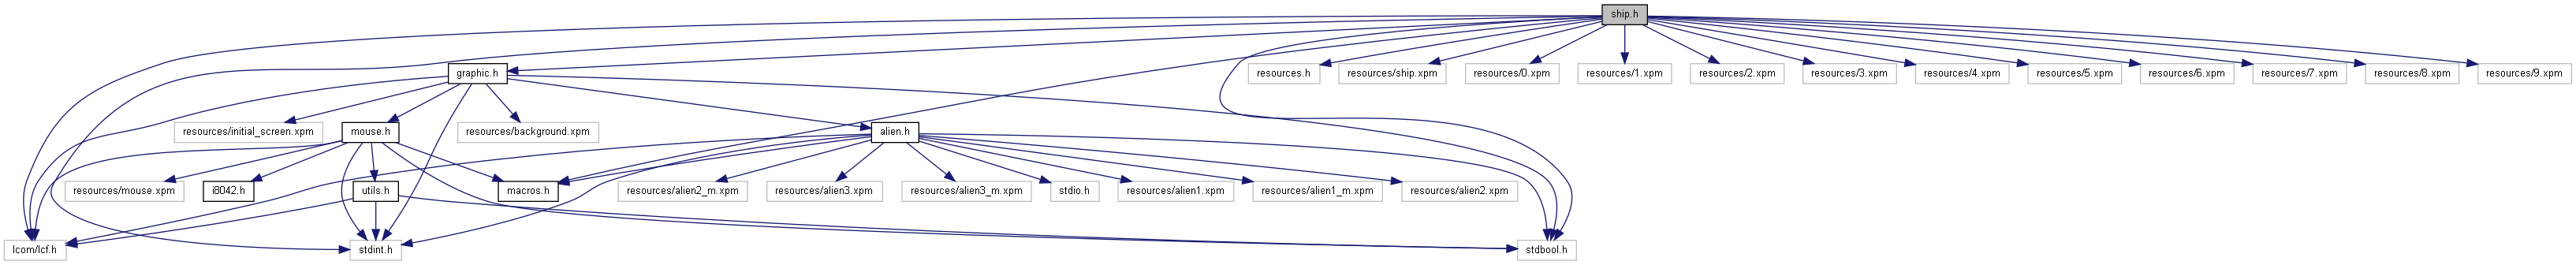 ship.h
graphic.h
resources.h
resources/ship.xpm
resources/0.xpm
resources/1.xpm
resources/2.xpm
resources/3.xpm
resources/4.xpm
resources/5.xpm
resources/6.xpm
resources/7.xpm
resources/8.xpm
resources/9.xpm
resources/initial_screen.xpm
mouse.h
resources/background.xpm
alien.h
resources/mouse.xpm
i8042.h
utils.h
macros.h
resources/alien2_m.xpm
resources/alien3.xpm
resources/alien3_m.xpm
stdio.h
resources/alien1.xpm
resources/alien1_m.xpm
resources/alien2.xpm
lcom/lcf.h
stdint.h
stdbool.h